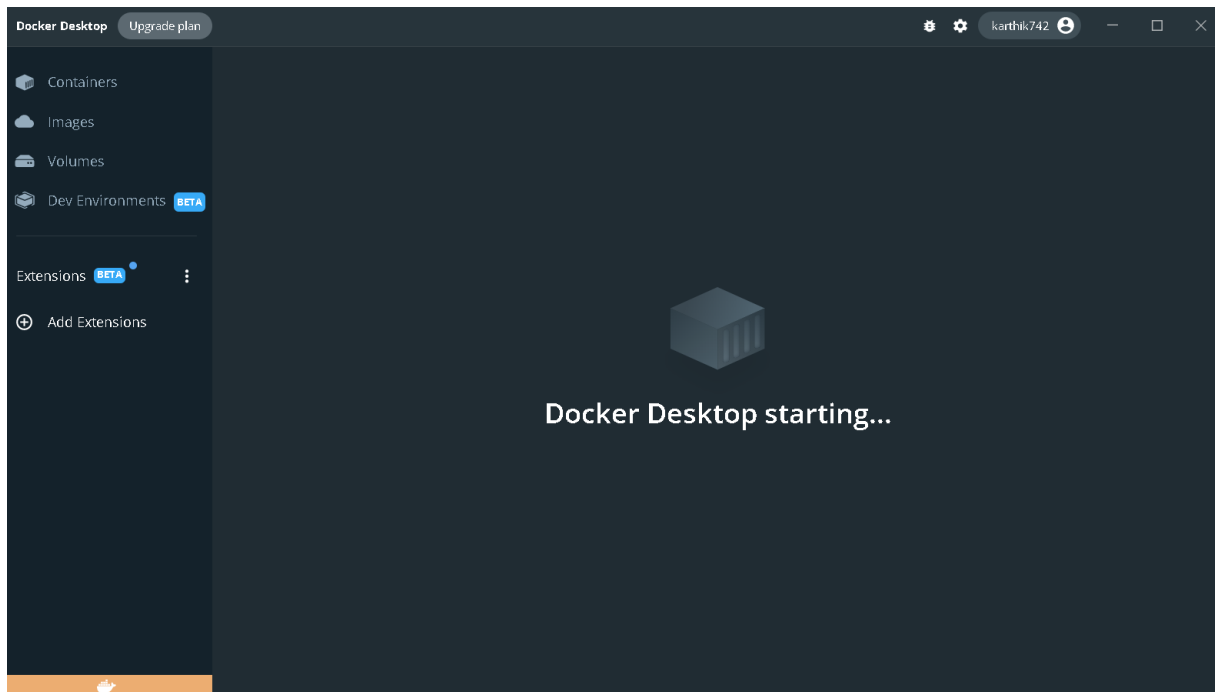 Docker Desktop Upgrade plan karthik742
Containers
Images
Volumes
Dev Environments BETA
Extensions BETA
Add Extensions
Docker Desktop starting...